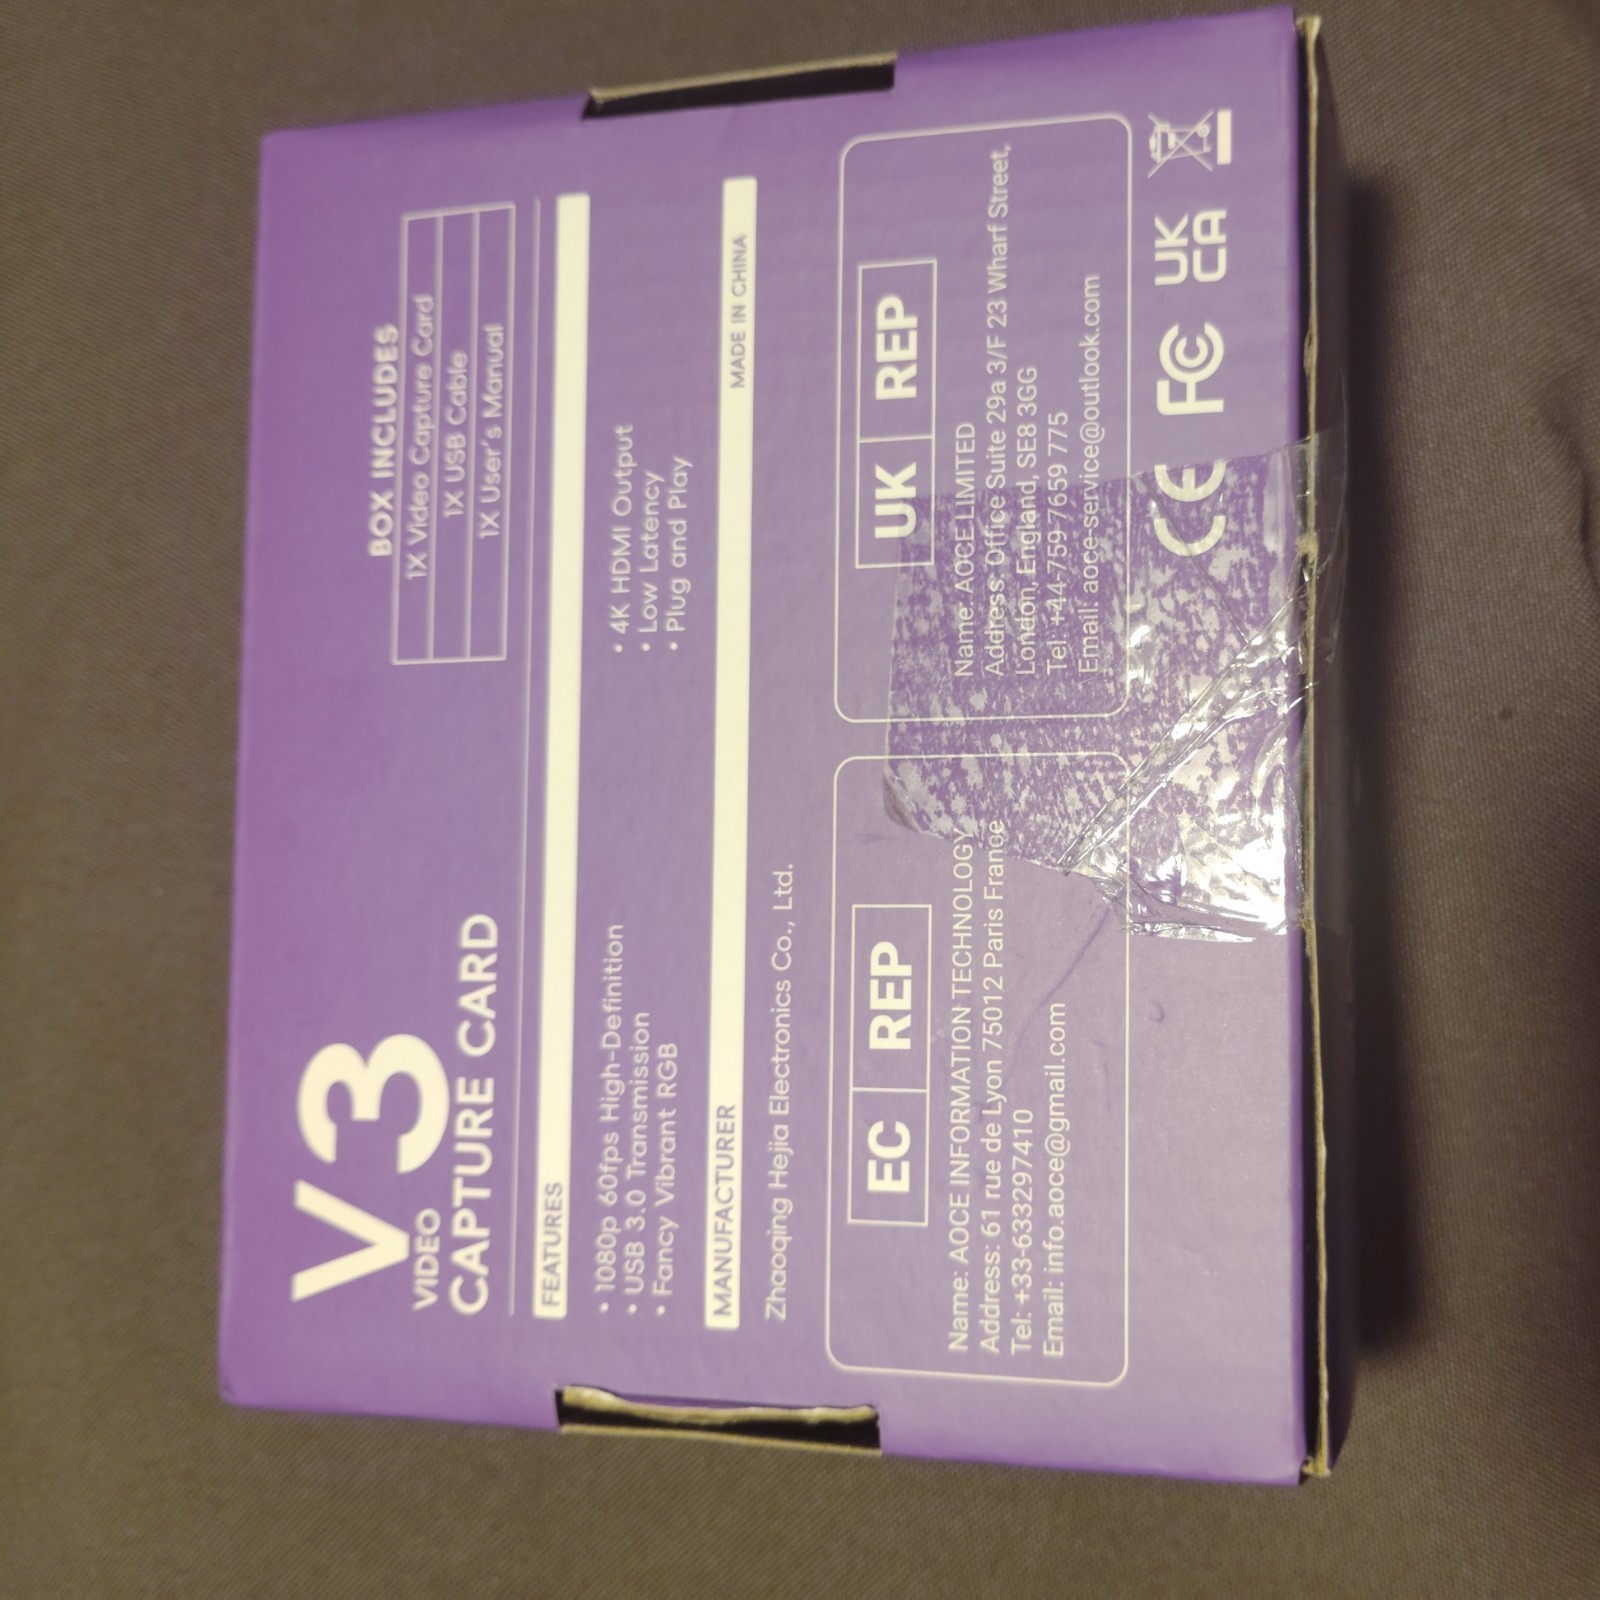 V3
VIDEO
CAPTURE CARD
BOX INCLUDES
1X Video Capture Card
1X USB Cable
1X User's Manual
FEATURES
• 1080p 60fps High-Definition
• USB 3.0 Transmission
• Fancy Vibrant RGB
• 4K HDMI Output
• Low Latency
• Plug and Play
MANUFACTURER
MADE IN CHINA
Zhaoqing Hejia Electronics Co., Ltd.
EC REP
Name: AOCE INFORMATION TECHNOLOGY
Address: 61 rue de Lyon 75012 Paris France
Tel: +33-633297410
Email: info.aoce@gmail.com
UK REP
Name: AOCE LIMITED
Address: Office Suite 29a 3/F 23 Wharf Street,
London, England, SE8 3GG
Tel: +44-759 7659 775
Email: aoce-service@outlook.com
CE FC UK
CA